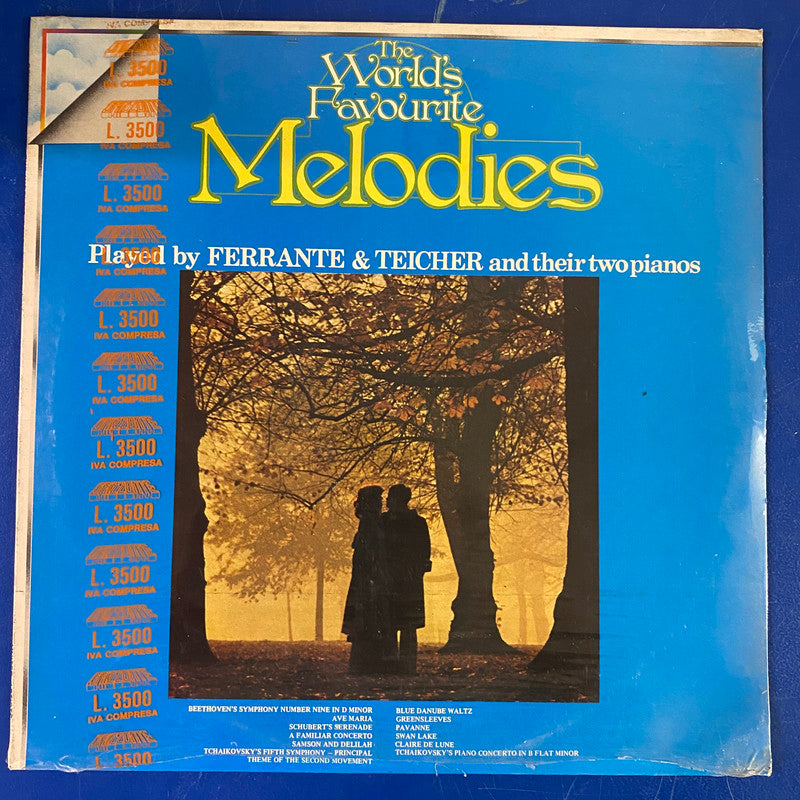 The
World's
Favourite
Melodies
Played by FERRANTE & TEICHER and their two pianos
BEETHOVEN'S SYMPHONY NUMBER NINE IN D MINOR
AVE MARIA
SCHUBERT'S SERENADE
A FAMILIAR CONCERTO
SAMSON AND DELILAH
TCHAIKOVSKY'S FIFTH SYMPHONY – PRINCIPAL
THEME OF THE SECOND MOVEMENT
BLUE DANUBE WALTZ
GREENSLEEVES
PAVANNE
SWAN LAKE
CLAIRE DE LUNE
TCHAIKOVSKY'S PIANO CONCERTO IN B FLAT MINOR
IVA COMPRESA
L. 3500
IVA COMPRESA
L. 3500
IVA COMPRESA
L. 3500
IVA COMPRESA
L. 3500
IVA COMPRESA
L. 3500
IVA COMPRESA
L. 3500
IVA COMPRESA
L. 3500
IVA COMPRESA
L. 3500
IVA COMPRESA
L. 3500
IVA COMPRESA
L. 3500
IVA COMPRESA
L. 3500
IVA COMPRESA
L. 3500